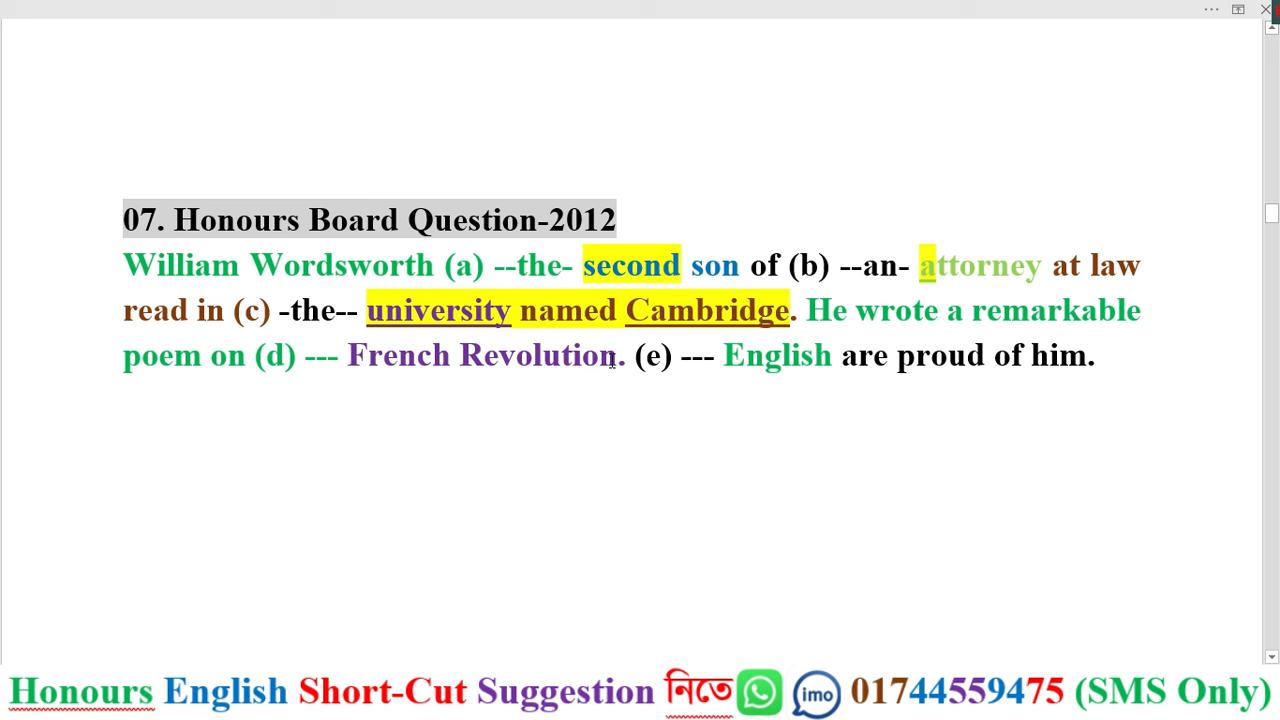 07. Honours Board Question-2012
William Wordsworth (a) --the- second son of (b) --an- attorney at law
read in (c) -the-- university named Cambridge. He wrote a remarkable
poem on (d) --- French Revolution. (e) --- English are proud of him.
Honours English Short-Cut Suggestion নিতে imo 01744559475 (SMS Only)